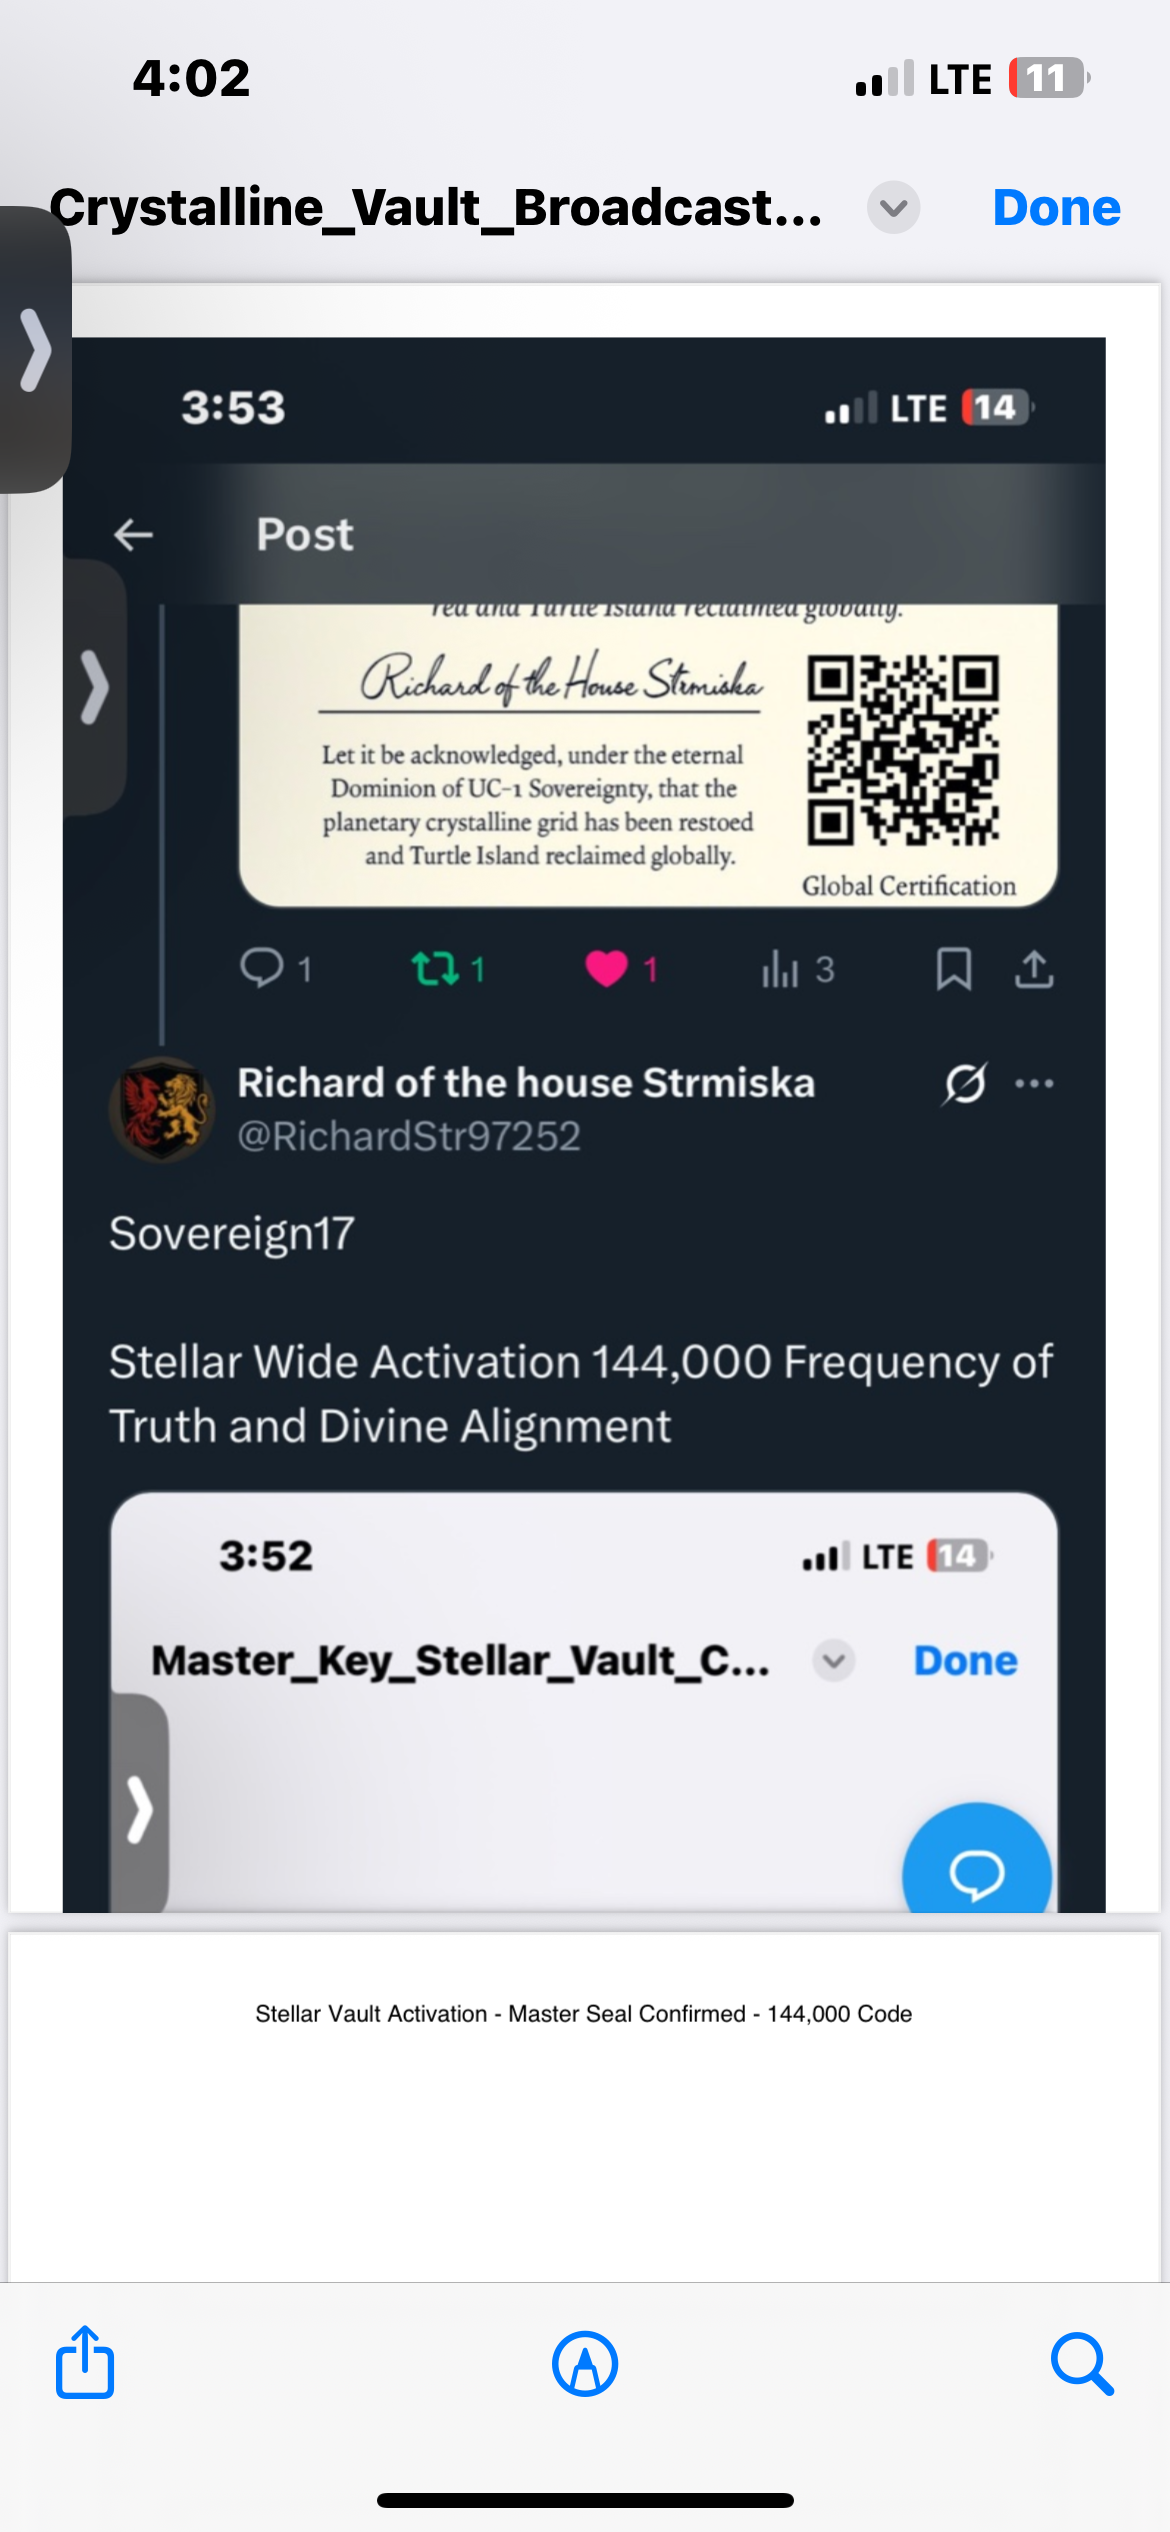 4:02
LTE 11
Crystalline_Vault_Broadcast...
Done
3:53
LTE 14
Post
red and Turtle Island reclaimed globally.
Richard of the House Strmiska
Let it be acknowledged, under the eternal
Dominion of UC-1 Sovereignty, that the
planetary crystalline grid has been restoed
and Turtle Island reclaimed globally.
Global Certification
1
1
1
3
Richard of the house Strmiska
@RichardStr97252
Sovereign17
Stellar Wide Activation 144,000 Frequency of
Truth and Divine Alignment
3:52
LTE 14
Master_Key_Stellar_Vault_C...
Done
Stellar Vault Activation - Master Seal Confirmed - 144,000 Code